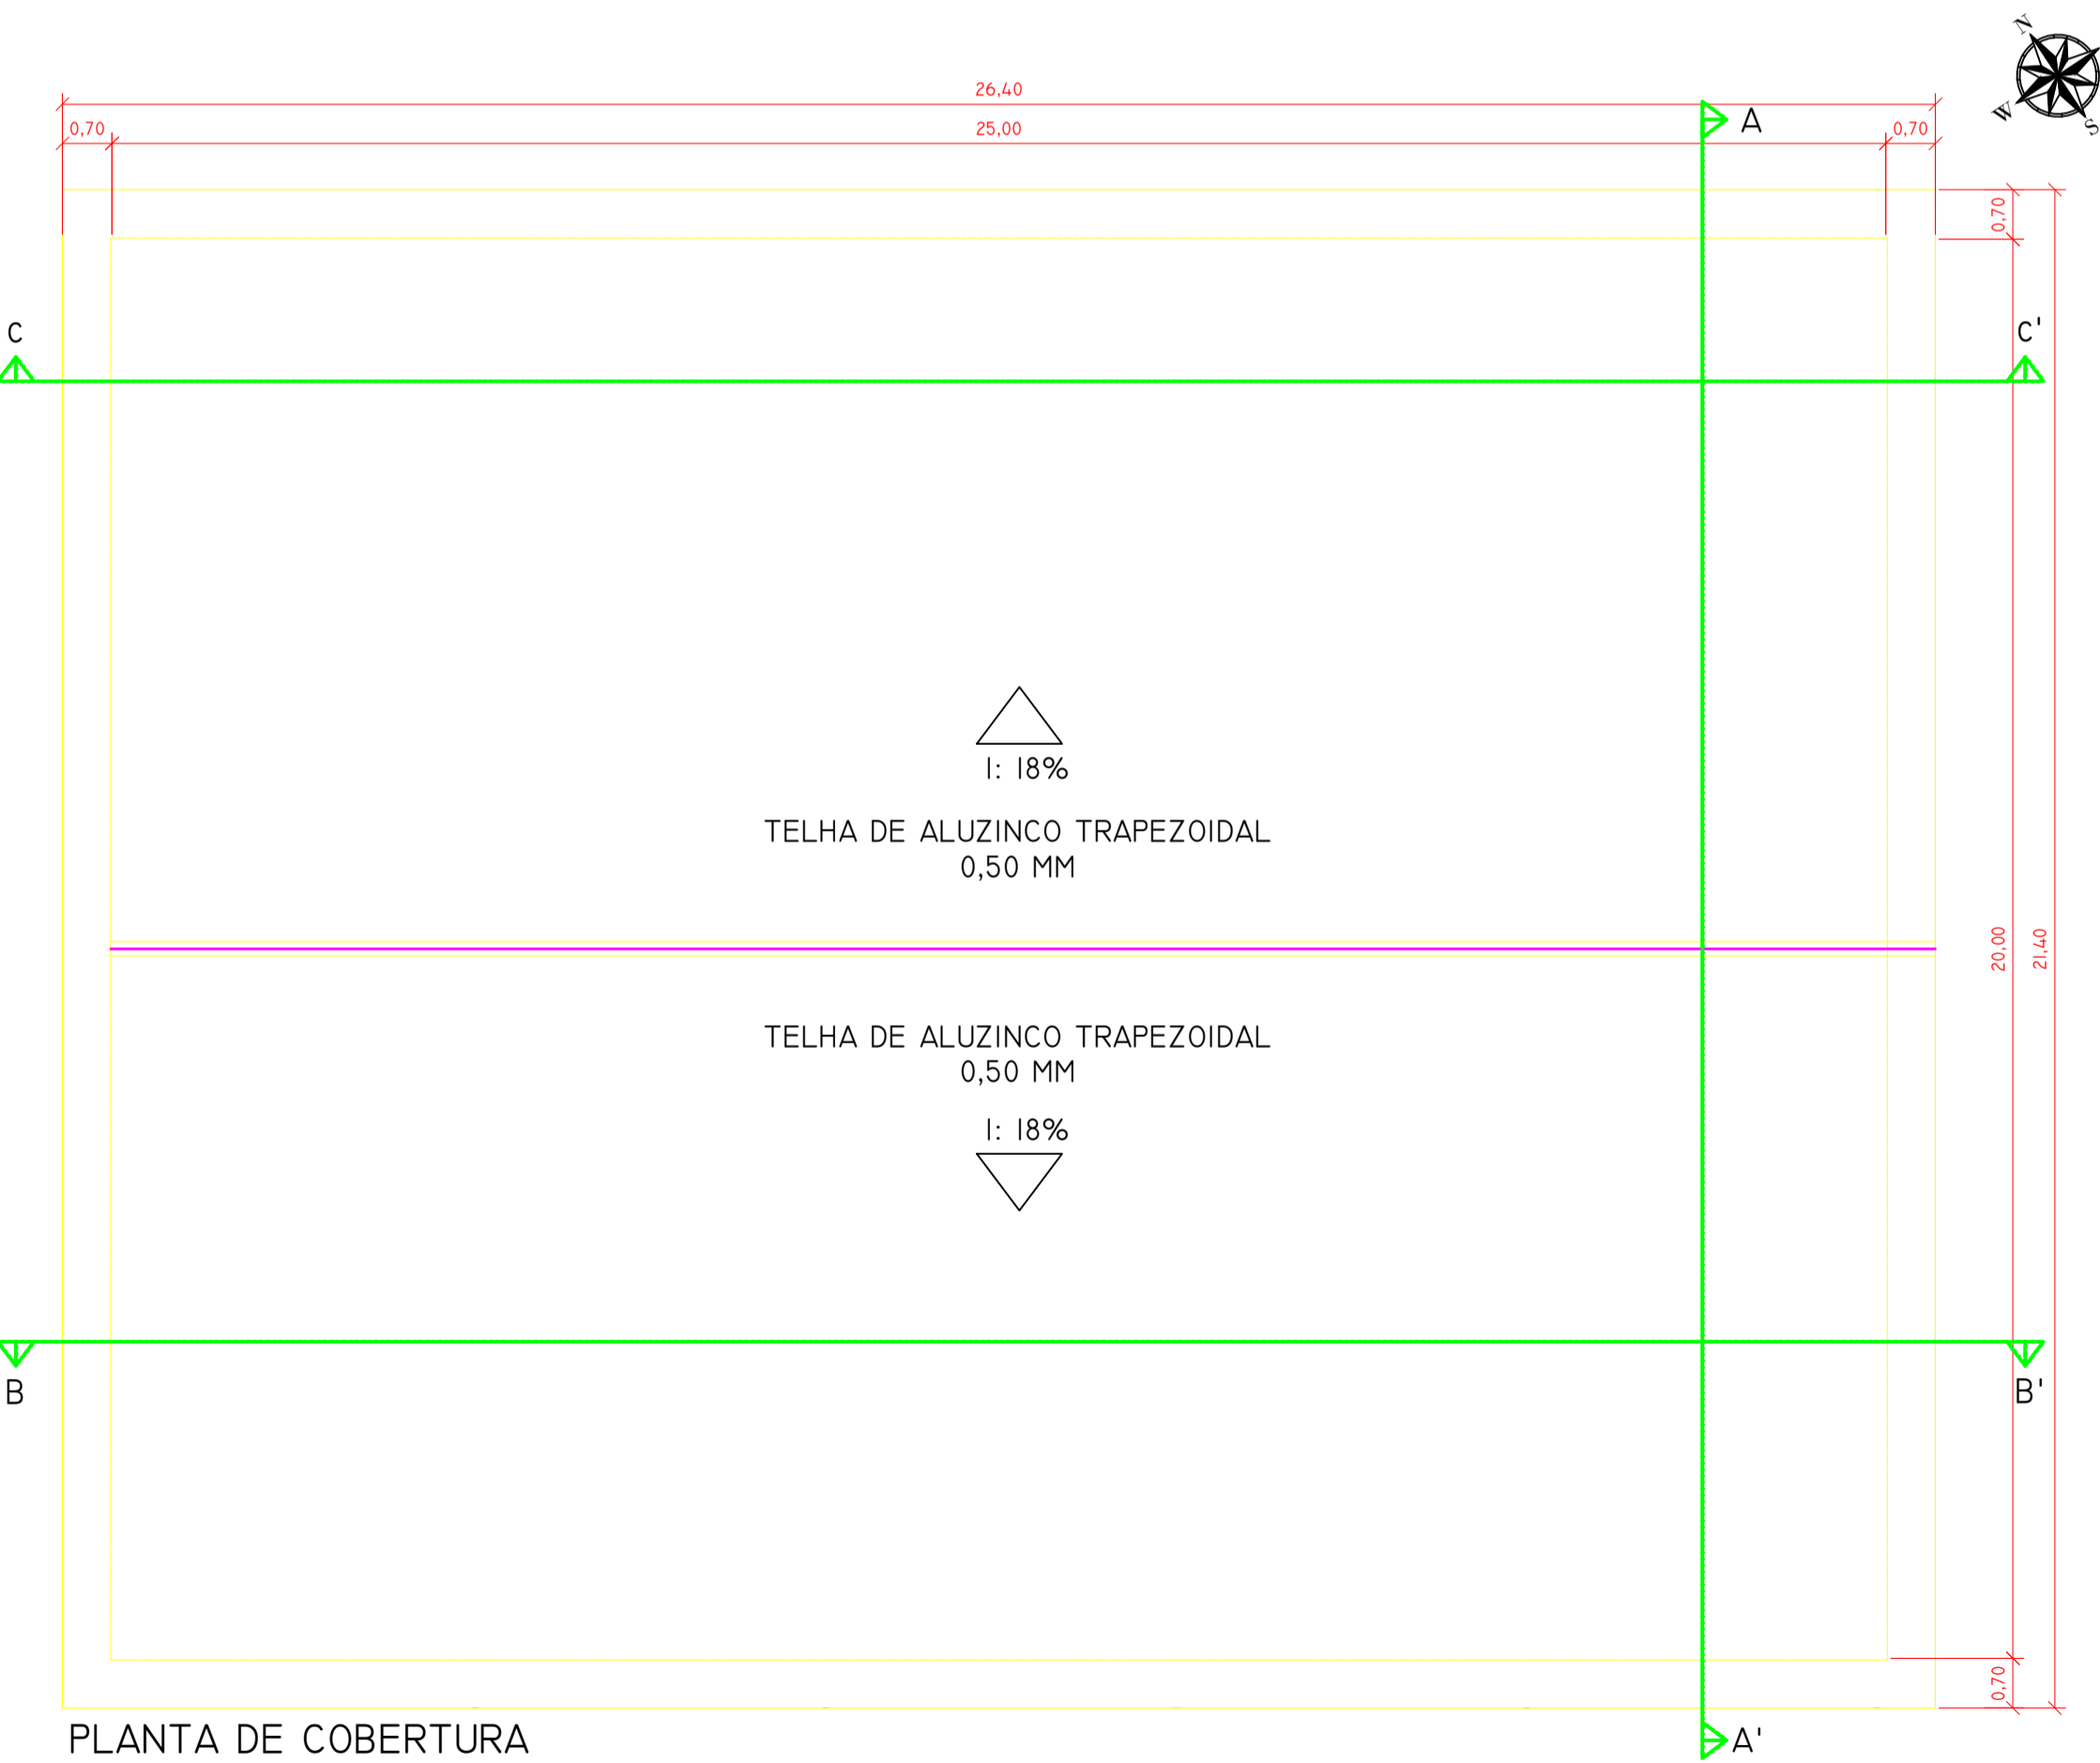 N
W
S
26,40
0,70
25,00
0,70
A
0,70
C
C'
I: 18%
TELHA DE ALUZINCO TRAPEZOIDAL
0,50 MM
20,00
21,40
TELHA DE ALUZINCO TRAPEZOIDAL
0,50 MM
I: 18%
B
B'
0,70
PLANTA DE COBERTURA
A'